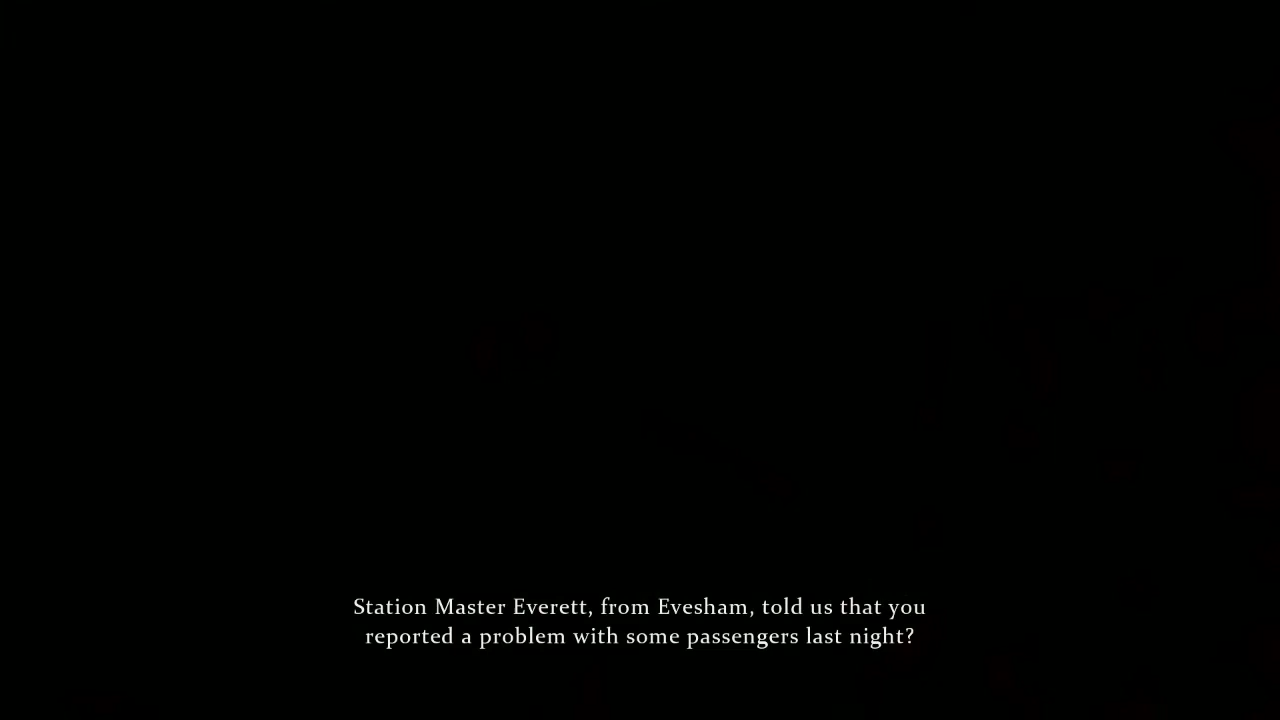 Station Master Everett, from Evesham, told us that you
reported a problem with some passengers last night?